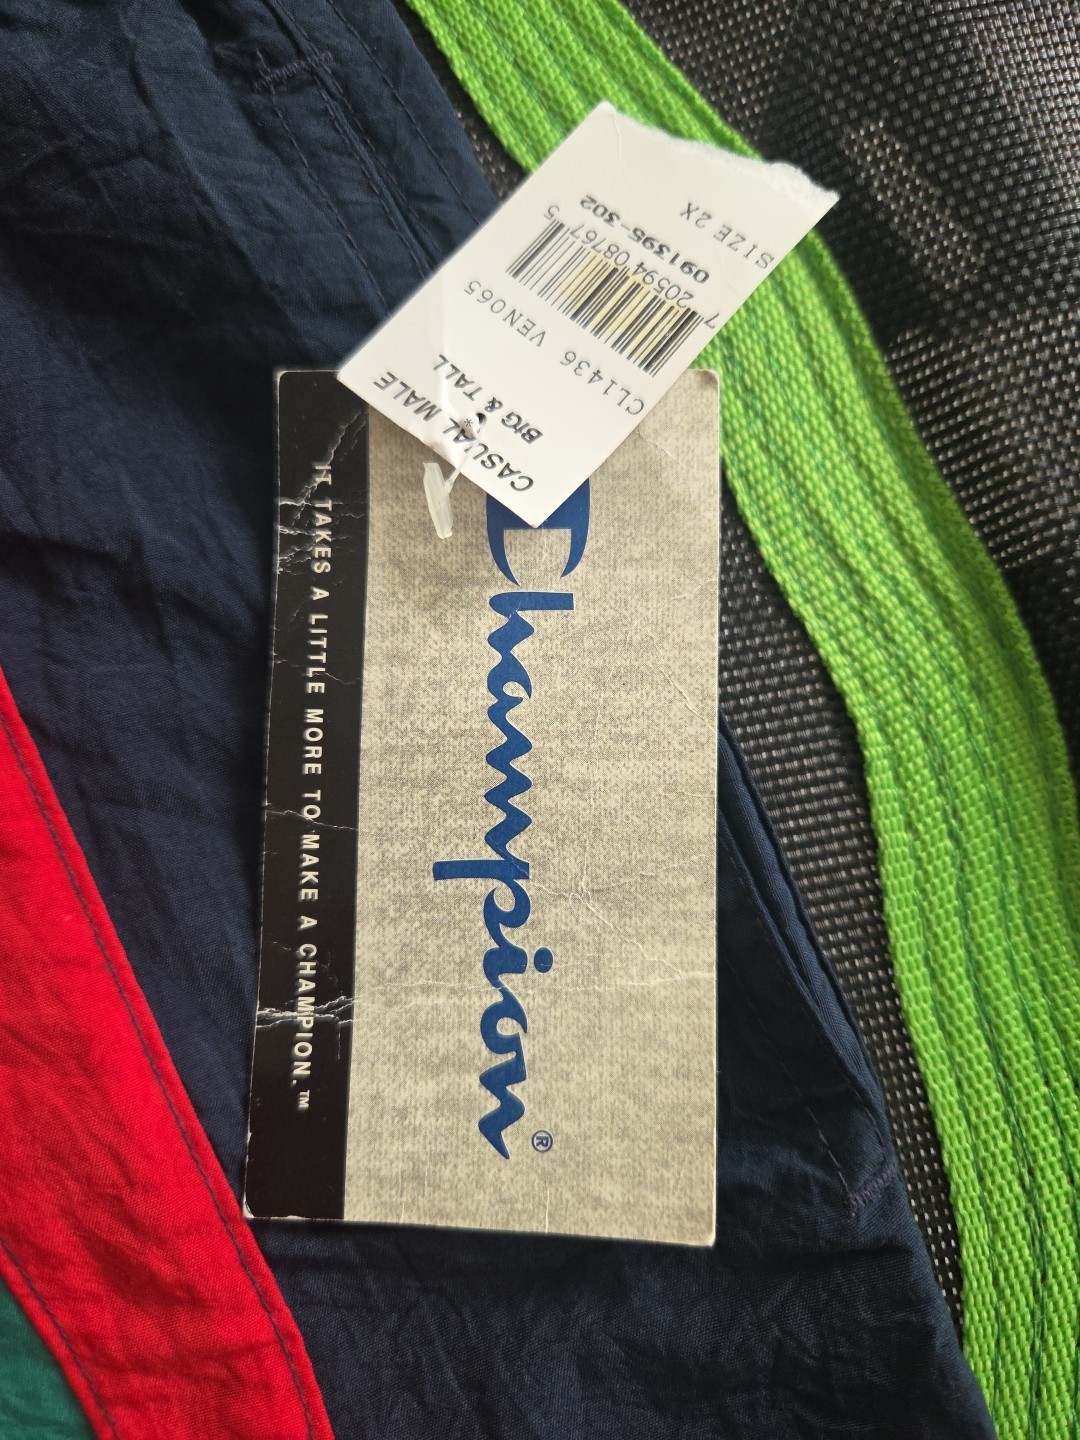 CASUAL MALE
BIG & TALL
CL1436 VEN065
7 20594 08767 5
091395-302
SIZE 2X
Champion®
IT TAKES A LITTLE MORE TO MAKE A CHAMPION.™